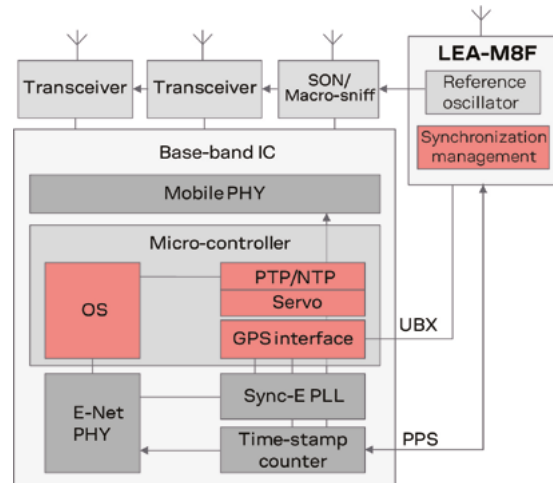 LEA-M8F
Transceiver
Transceiver
SON/
Macro-sniff
Reference
oscillator
Synchronization
management
Base-band IC
Mobile PHY
Micro-controller
OS
PTP/NTP
Servo
GPS interface
UBX
E-Net
PHY
Sync-E PLL
Time-stamp
counter
PPS